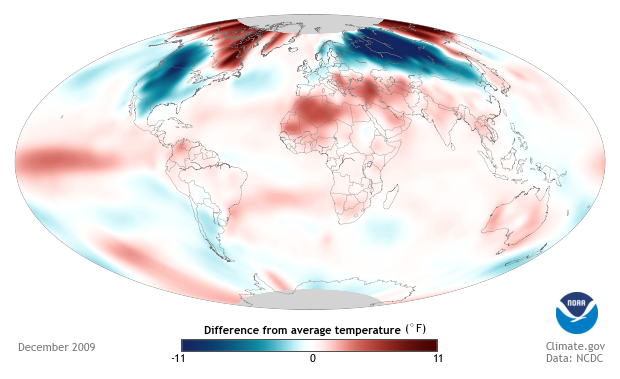 Difference from average temperature (°F)
-11 0 11
December 2009
NOAA
Climate.gov
Data: NCDC